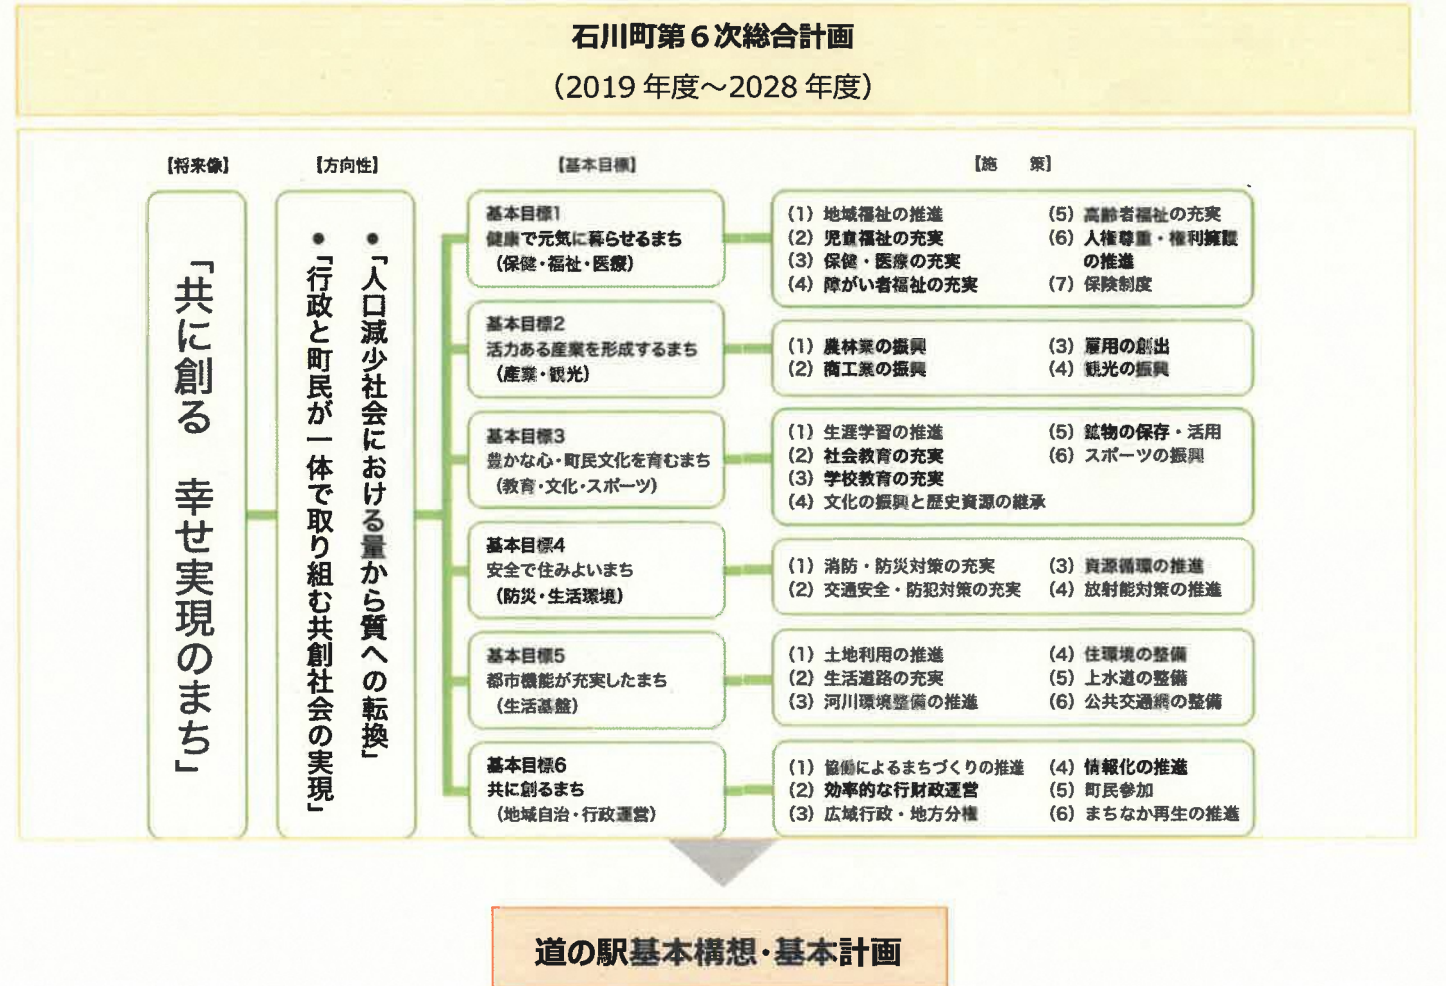 石川町第６次総合計画
（2019 年度～2028 年度）
【将来像】
【方向性】
【基本目標】
【施　　策】
「共に創る　幸せ実現のまち」
●「人口減少社会における量から質への転換」
●「行政と町民が一体で取り組む共創社会の実現」
基本目標1
健康で元気に暮らせるまち
（保健・福祉・医療）
(1) 地域福祉の推進
(2) 児童福祉の充実
(3) 保健・医療の充実
(4) 障がい者福祉の充実
(5) 高齢者福祉の充実
(6) 人権尊重・権利擁護
の推進
(7) 保険制度
基本目標2
活力ある産業を形成するまち
（産業・観光）
(1) 農林業の振興
(2) 商工業の振興
(3) 雇用の創出
(4) 観光の振興
基本目標3
豊かな心・町民文化を育むまち
（教育・文化・スポーツ）
(1) 生涯学習の推進
(2) 社会教育の充実
(3) 学校教育の充実
(4) 文化の振興と歴史資源の継承
(5) 鉱物の保存・活用
(6) スポーツの振興
基本目標4
安全で住みよいまち
（防災・生活環境）
(1) 消防・防災対策の充実
(2) 交通安全・防犯対策の充実
(3) 資源循環の推進
(4) 放射能対策の推進
基本目標5
都市機能が充実したまち
（生活基盤）
(1) 土地利用の推進
(2) 生活道路の充実
(3) 河川環境整備の推進
(4) 住環境の整備
(5) 上水道の整備
(6) 公共交通網の整備
基本目標6
共に創るまち
（地域自治・行政運営）
(1) 協働によるまちづくりの推進
(2) 効率的な行財政運営
(3) 広域行政・地方分権
(4) 情報化の推進
(5) 町民参加
(6) まちなか再生の推進
道の駅基本構想・基本計画